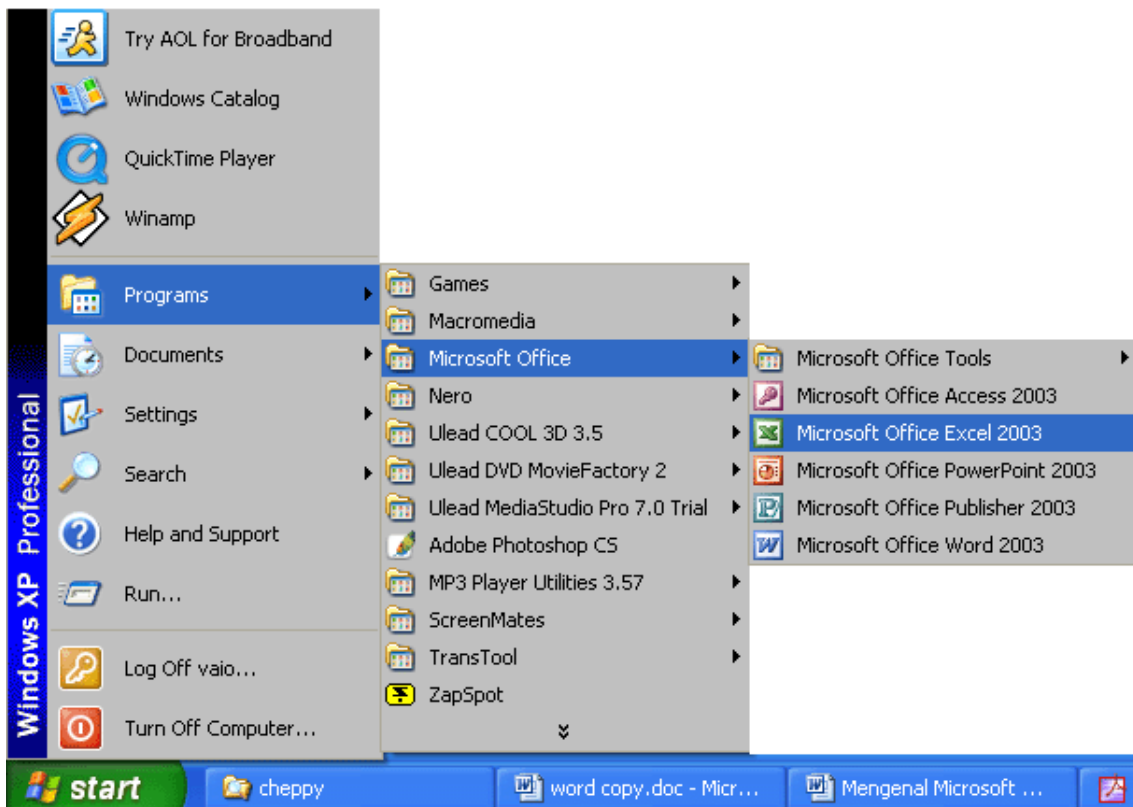 Try AOL for Broadband
Windows Catalog
QuickTime Player
Winamp
Programs
Documents
Settings
Search
Help and Support
Run...
Log Off vaio...
Turn Off Computer...
Windows XP Professional
Games
Macromedia
Microsoft Office
Nero
Ulead COOL 3D 3.5
Ulead DVD MovieFactory 2
Ulead MediaStudio Pro 7.0 Trial
Adobe Photoshop CS
MP3 Player Utilities 3.57
ScreenMates
TransTool
ZapSpot
Microsoft Office Tools
Microsoft Office Access 2003
Microsoft Office Excel 2003
Microsoft Office PowerPoint 2003
Microsoft Office Publisher 2003
Microsoft Office Word 2003
start
cheppy
word copy.doc - Micr...
Mengenal Microsoft ...